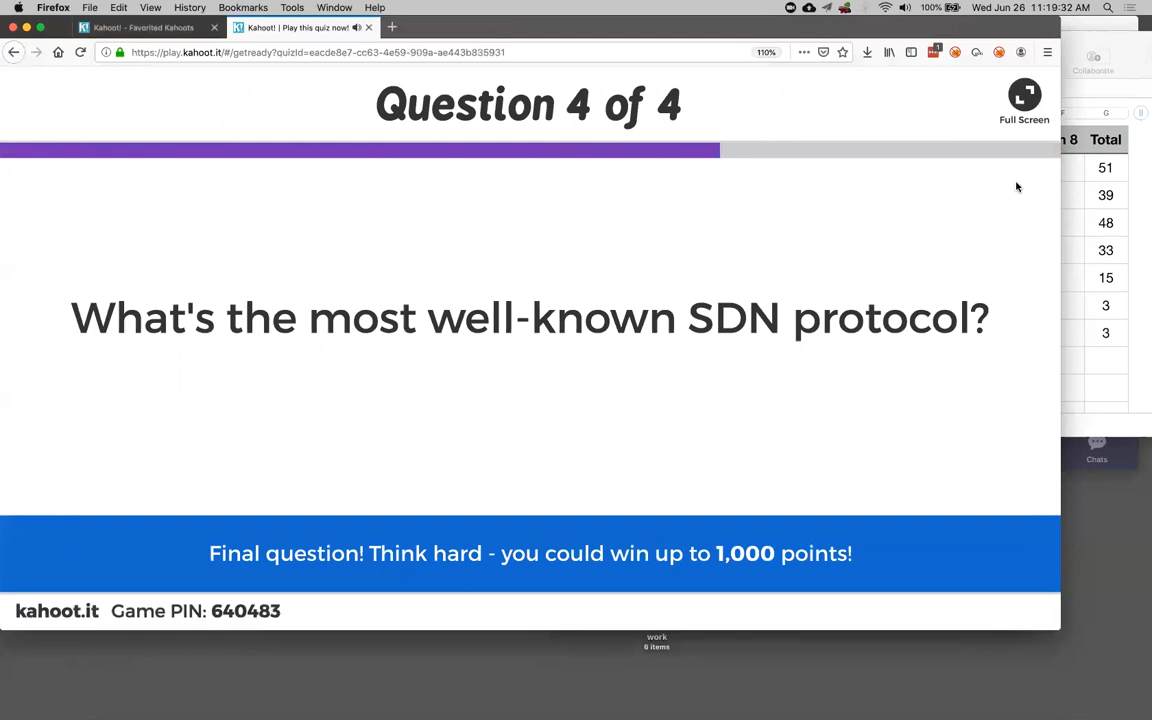 Firefox File Edit View History Bookmarks Tools Window Help 100% Wed Jun 26 11:19:32 AM
Kahoot! - Favorited Kahoots
Kahoot! | Play this quiz now!
https://play.kahoot.it/#/getready?quizId=eacde8e7-cc63-4e59-909a-ae443b835931
110%
1
Collaborate
Question 4 of 4
Full Screen
F G
n 8 Total
51
39
48
33
15
3
3
What's the most well-known SDN protocol?
Chats
Final question! Think hard - you could win up to 1,000 points!
kahoot.it Game PIN: 640483
work
6 items